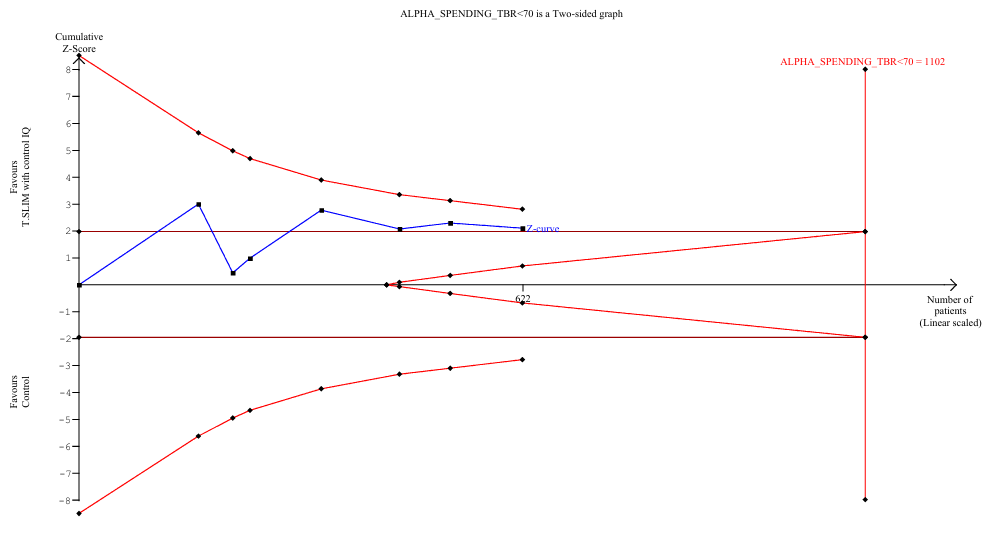 ALPHA_SPENDING_TBR<70 is a Two-sided graph
Cumulative
Z-Score
ALPHA_SPENDING_TBR<70 = 1102
8
7
6
5
4
3
2
1
−1
−2
−3
−4
−5
−6
−7
−8
Favours
T.SLIM with control IQ
Favours
Control
Z-curve
622
Number of
patients
(Linear scaled)